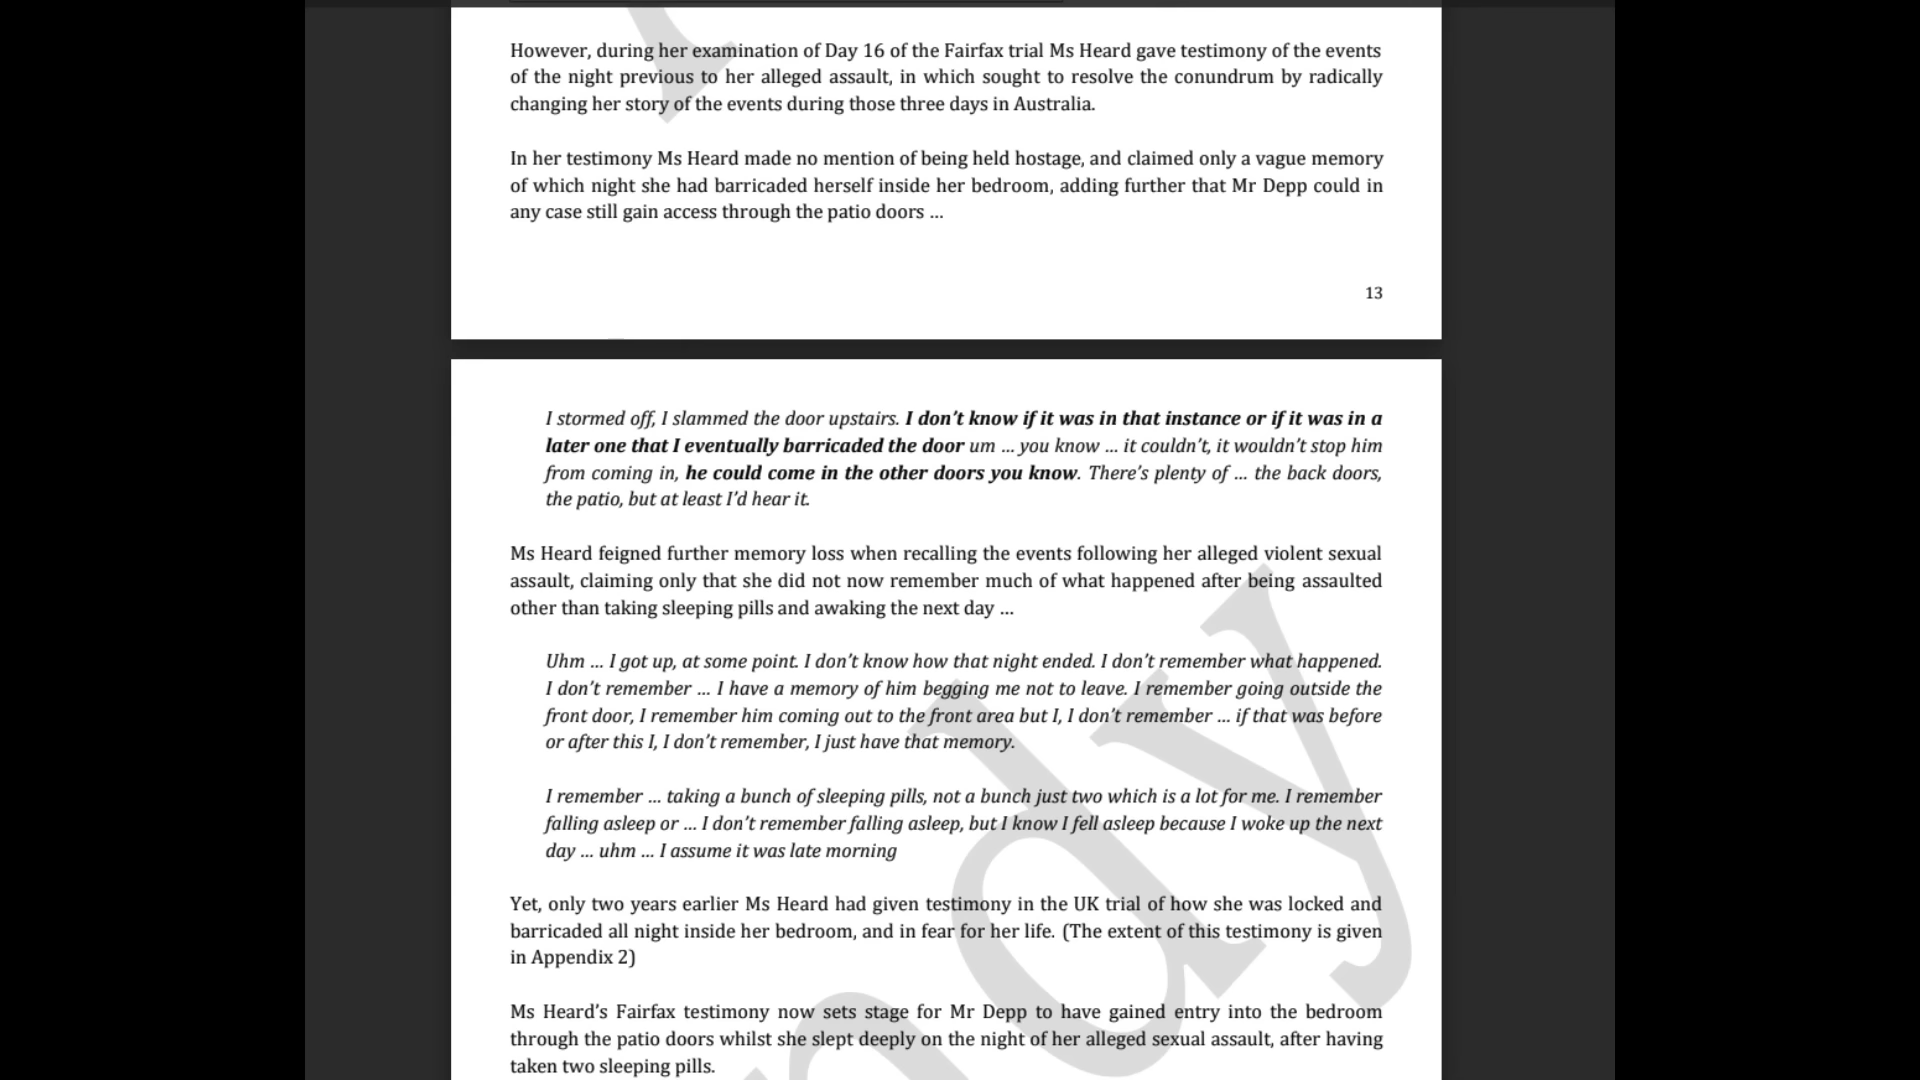 However, during her examination of Day 16 of the Fairfax trial Ms Heard gave testimony of the events
of the night previous to her alleged assault, in which sought to resolve the conundrum by radically
changing her story of the events during those three days in Australia.
In her testimony Ms Heard made no mention of being held hostage, and claimed only a vague memory
of which night she had barricaded herself inside her bedroom, adding further that Mr Depp could in
any case still gain access through the patio doors ...
13
I stormed off, I slammed the door upstairs. I don't know if it was in that instance or if it was in a
later one that I eventually barricaded the door um ... you know ... it couldn't, it wouldn't stop him
from coming in, he could come in the other doors you know. There's plenty of ... the back doors,
the patio, but at least I'd hear it.
Ms Heard feigned further memory loss when recalling the events following her alleged violent sexual
assault, claiming only that she did not now remember much of what happened after being assaulted
other than taking sleeping pills and awaking the next day ...
Uhm ... I got up, at some point. I don't know how that night ended. I don't remember what happened.
I don't remember ... I have a memory of him begging me not to leave. I remember going outside the
front door, I remember him coming out to the front area but I, I don't remember ... if that was before
or after this I, I don't remember, I just have that memory.
I remember ... taking a bunch of sleeping pills, not a bunch just two which is a lot for me. I remember
falling asleep or ... I don't remember falling asleep, but I know I fell asleep because I woke up the next
day ... uhm ... I assume it was late morning
Yet, only two years earlier Ms Heard had given testimony in the UK trial of how she was locked and
barricaded all night inside her bedroom, and in fear for her life. (The extent of this testimony is given
in Appendix 2)
Ms Heard's Fairfax testimony now sets stage for Mr Depp to have gained entry into the bedroom
through the patio doors whilst she slept deeply on the night of her alleged sexual assault, after having
taken two sleeping pills.